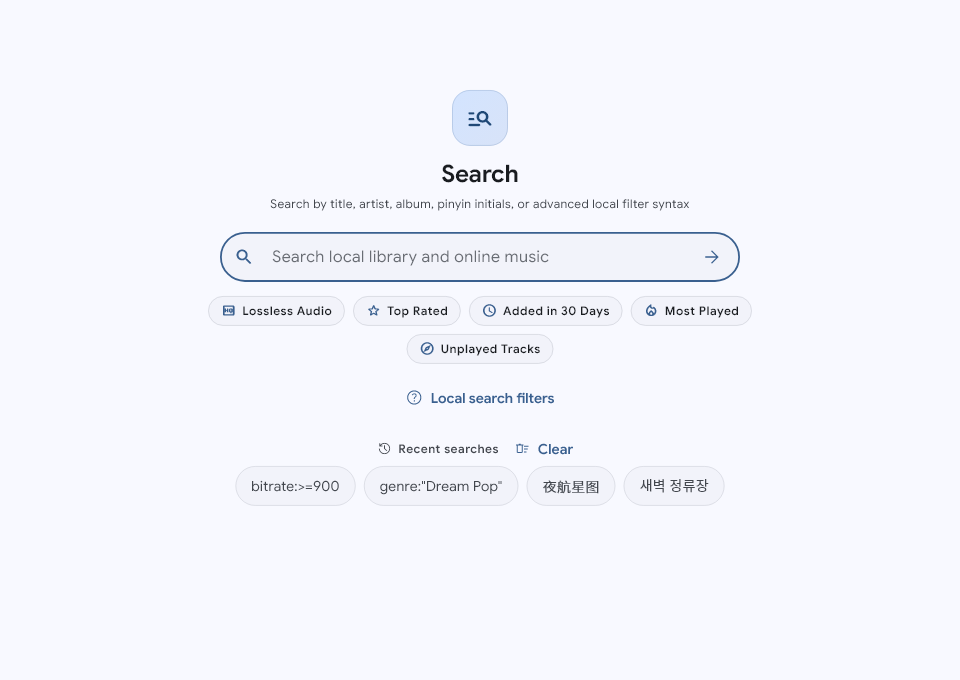 Search
Search by title, artist, album, pinyin initials, or advanced local filter syntax
Search local library and online music
Lossless Audio
Top Rated
Added in 30 Days
Most Played
Unplayed Tracks
Local search filters
Recent searches
Clear
bitrate:>=900
genre:"Dream Pop"
夜航星图
새벽 정류장